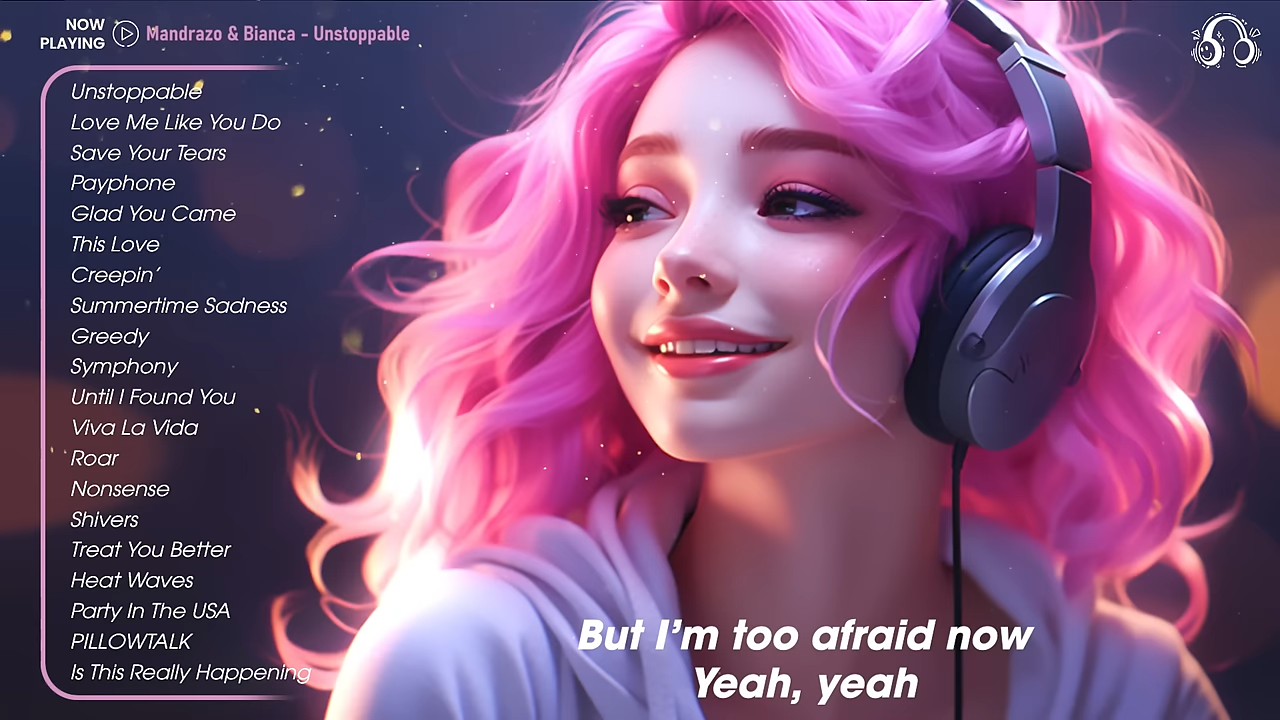 NOW
PLAYING
Mandrazo & Bianca - Unstoppable
Unstoppable
Love Me Like You Do
Save Your Tears
Payphone
Glad You Came
This Love
Creepin’
Summertime Sadness
Greedy
Symphony
Until I Found You
Viva La Vida
Roar
Nonsense
Shivers
Treat You Better
Heat Waves
Party In The USA
PILLOWTALK
Is This Really Happening
But I’m too afraid now
Yeah, yeah